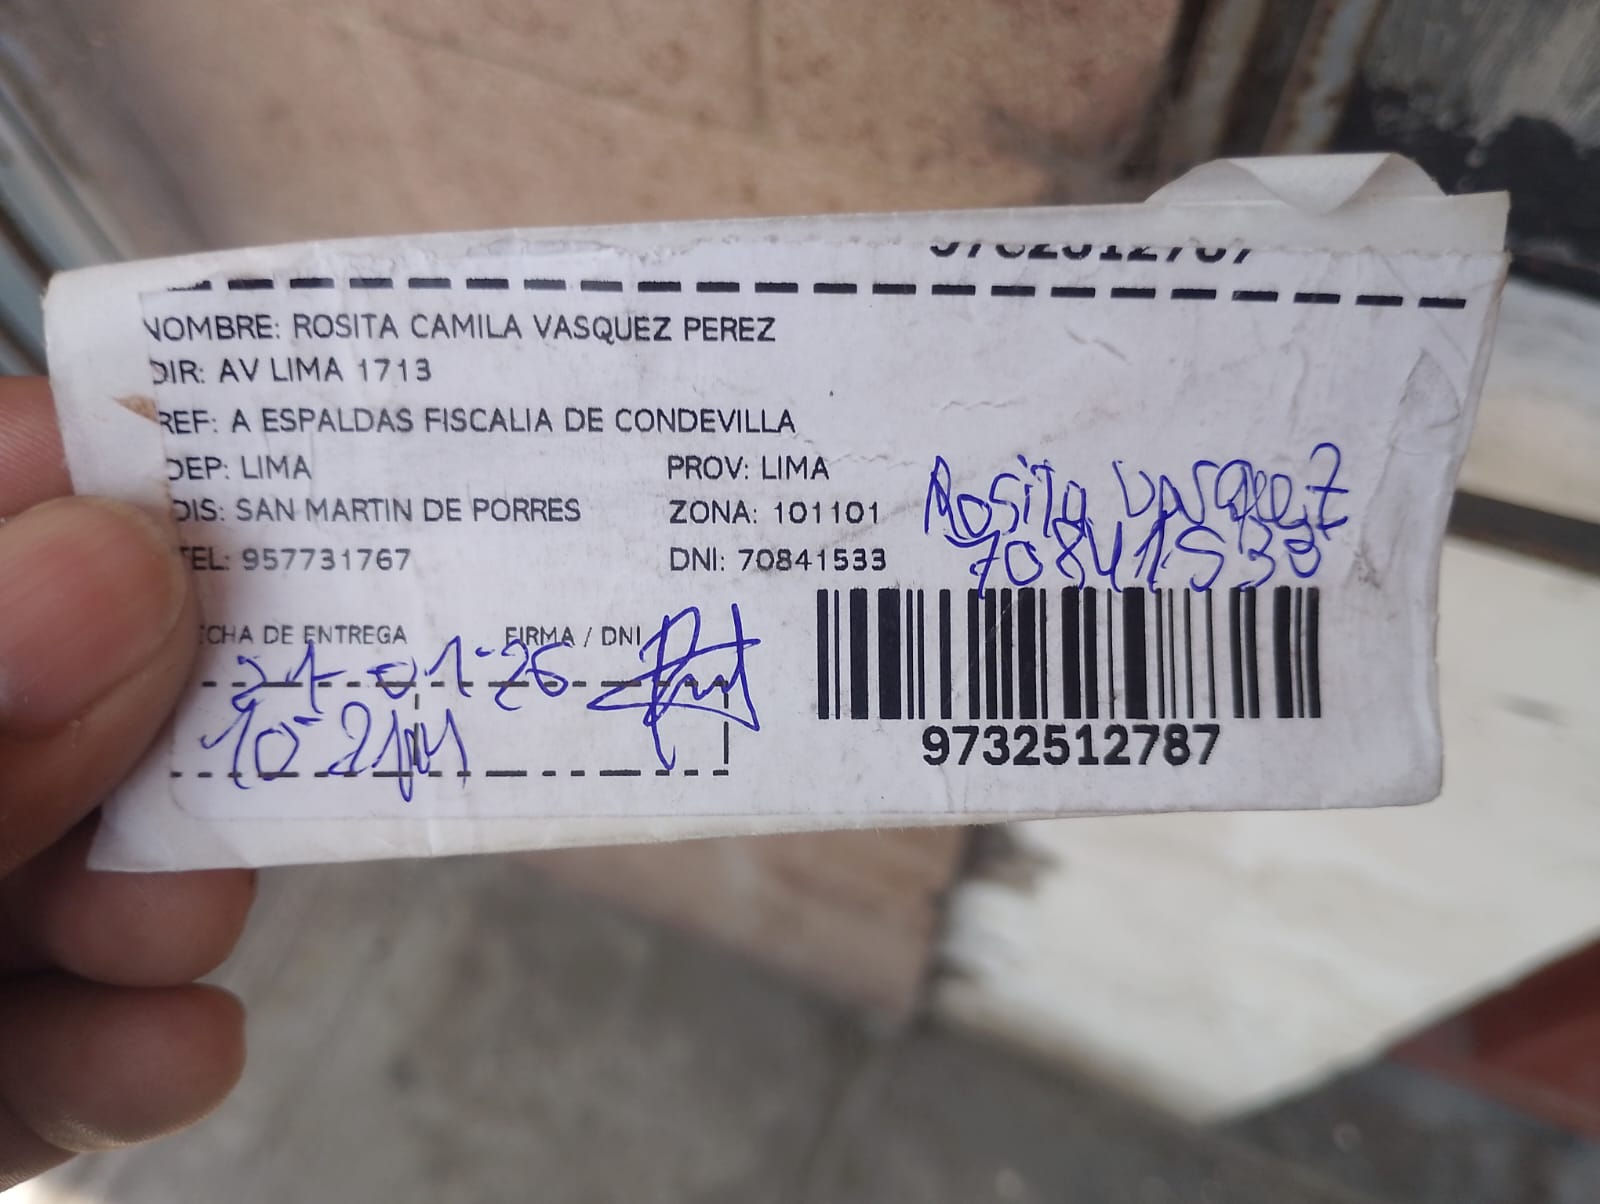 NOMBRE: ROSITA CAMILA VASQUEZ PEREZ
DIR: AV LIMA 1713
REF: A ESPALDAS FISCALIA DE CONDEVILLA
DEP: LIMA PROV: LIMA
DIS: SAN MARTIN DE PORRES ZONA: 101101
TEL: 957731767 DNI: 70841533
Rosita Vasquez
70841533
CHA DE ENTREGA FIRMA / DNI
21-01-26
9732512787